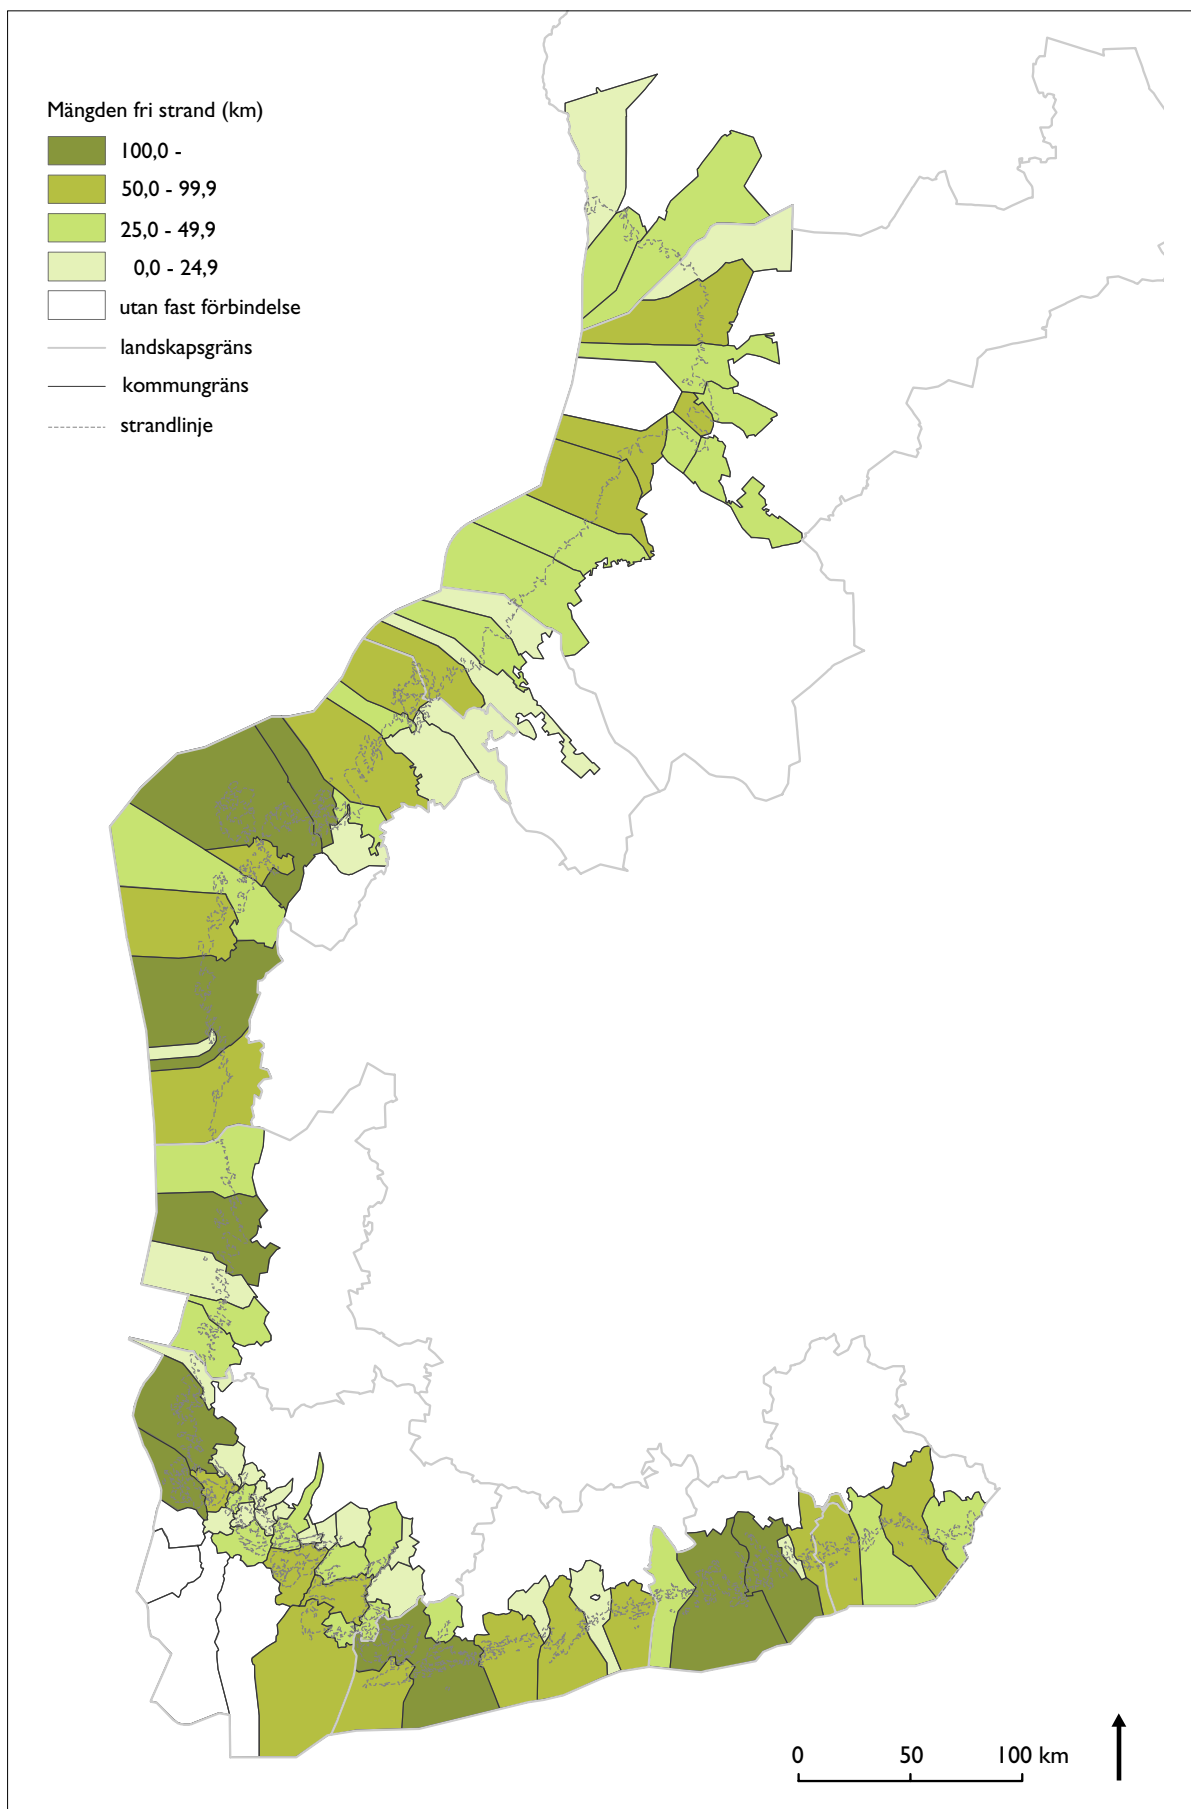 Mängden fri strand (km)
100,0 -
50,0 - 99,9
25,0 - 49,9
0,0 - 24,9
utan fast förbindelse
landskapsgräns
kommungräns
strandlinje
0 50 100 km